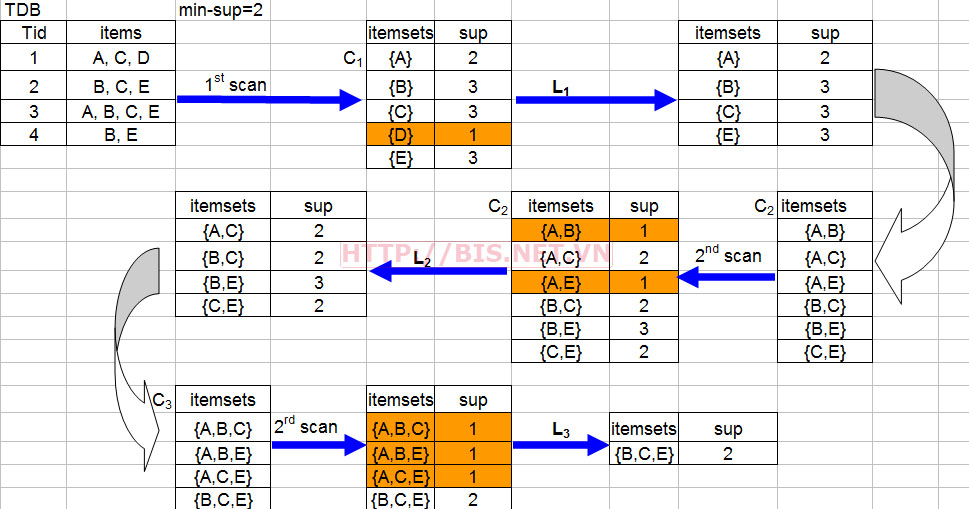 TDB min-sup=2
Tid items itemsets sup itemsets sup
1 A, C, D C1 {A} 2 {A} 2
2 B, C, E 1st scan {B} 3 L1 {B} 3
3 A, B, C, E {C} 3 {C} 3
4 B, E {D} 1 {E} 3
{E} 3
itemsets sup C2 itemsets sup C2 itemsets
{A,C} 2 {A,B} 1 {A,B}
{B,C} 2 L2 {A,C} 2 2nd scan {A,C}
HTTP://BIS.NET.VN
{B,E} 3 {A,E} 1 {A,E}
{C,E} 2 {B,C} 2 {B,C}
{B,E} 3 {B,E}
{C,E} 2 {C,E}
C3 itemsets itemsets sup
{A,B,C} 2rd scan {A,B,C} 1 L3 itemsets sup
{A,B,E} {A,B,E} 1 {B,C,E} 2
{A,C,E} {A,C,E} 1
{B,C,E} {B,C,E} 2